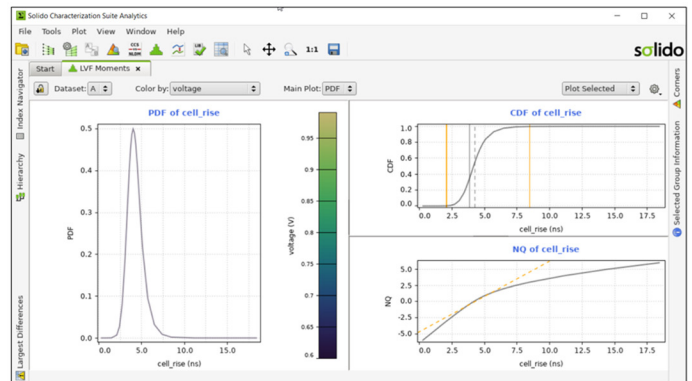 Solido Characterization Suite Analytics
File Tools Plot View Window Help
CCS
NLDM
LIB
1:1
solido
Start LVF Moments ×
Dataset: A Color by: voltage Main Plot: PDF Plot Selected
Index Navigator
Hierarchy
Largest Differences
PDF of cell_rise
0.5
0.4
0.3
0.2
0.1
0.0
PDF
0.0 5.0 10.0 15.0
cell_rise (ns)
0.95
0.9
0.85
0.8
0.75
0.7
0.65
0.6
voltage (V)
CDF of cell_rise
1.0
0.8
0.6
0.4
0.2
0.0
CDF
0.0 2.5 5.0 7.5 10.0 12.5 15.0 17.5
cell_rise (ns)
NQ of cell_rise
5.0
2.5
0.0
-2.5
-5.0
NQ
0.0 2.5 5.0 7.5 10.0 12.5 15.0 17.5
cell_rise (ns)
Corners
Selected Group Information